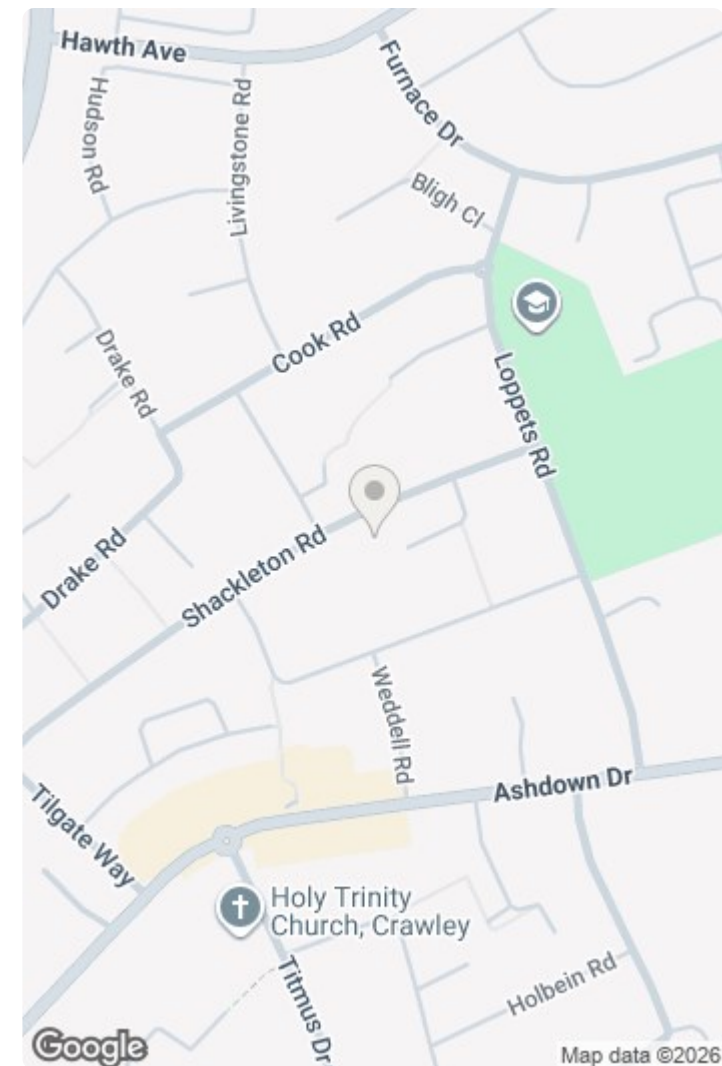 Hawth Ave
Furnace Dr
Hudson Rd
Livingstone Rd
Bligh Cl
Cook Rd
Drake Rd
Loppets Rd
Drake Rd
Shackleton Rd
Weddell Rd
Ashdown Dr
Tilgate Way
Holy Trinity
Church, Crawley
Titmus Dr
Holbein Rd
Google
Map data ©2026